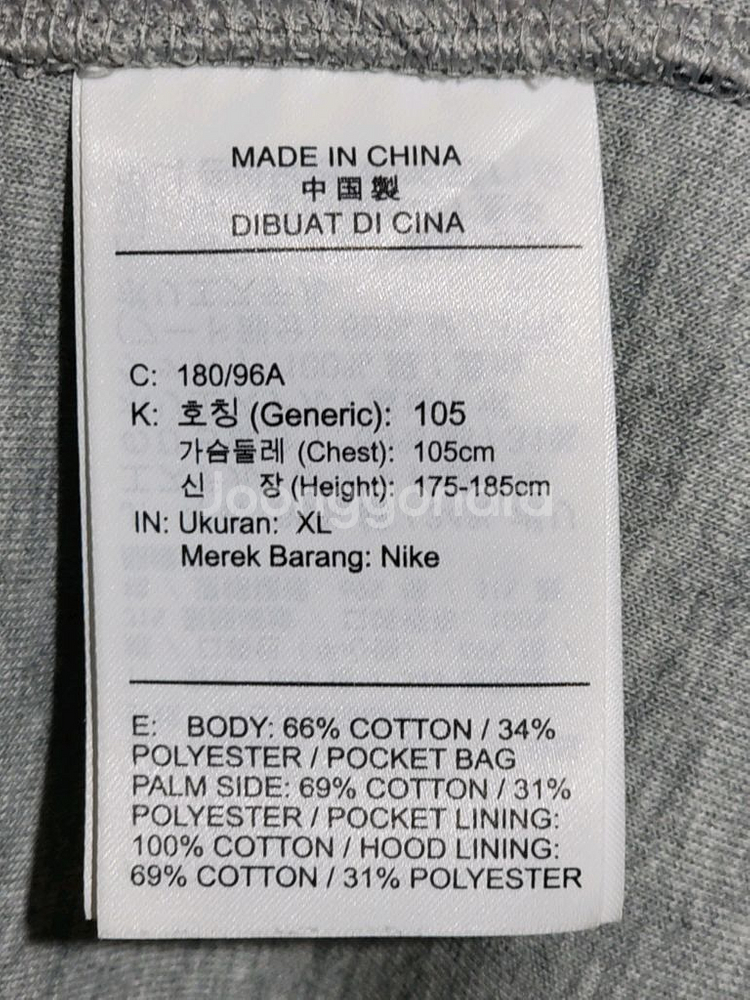 MADE IN CHINA
中国製
DIBUAT DI CINA
C: 180/96A
K: 호칭 (Generic): 105
가슴둘레 (Chest): 105cm
신 장 (Height): 175-185cm
Joonggonara
IN: Ukuran: XL
Merek Barang: Nike
E: BODY: 66% COTTON / 34%
POLYESTER / POCKET BAG
PALM SIDE: 69% COTTON / 31%
POLYESTER / POCKET LINING:
100% COTTON / HOOD LINING:
69% COTTON / 31% POLYESTER